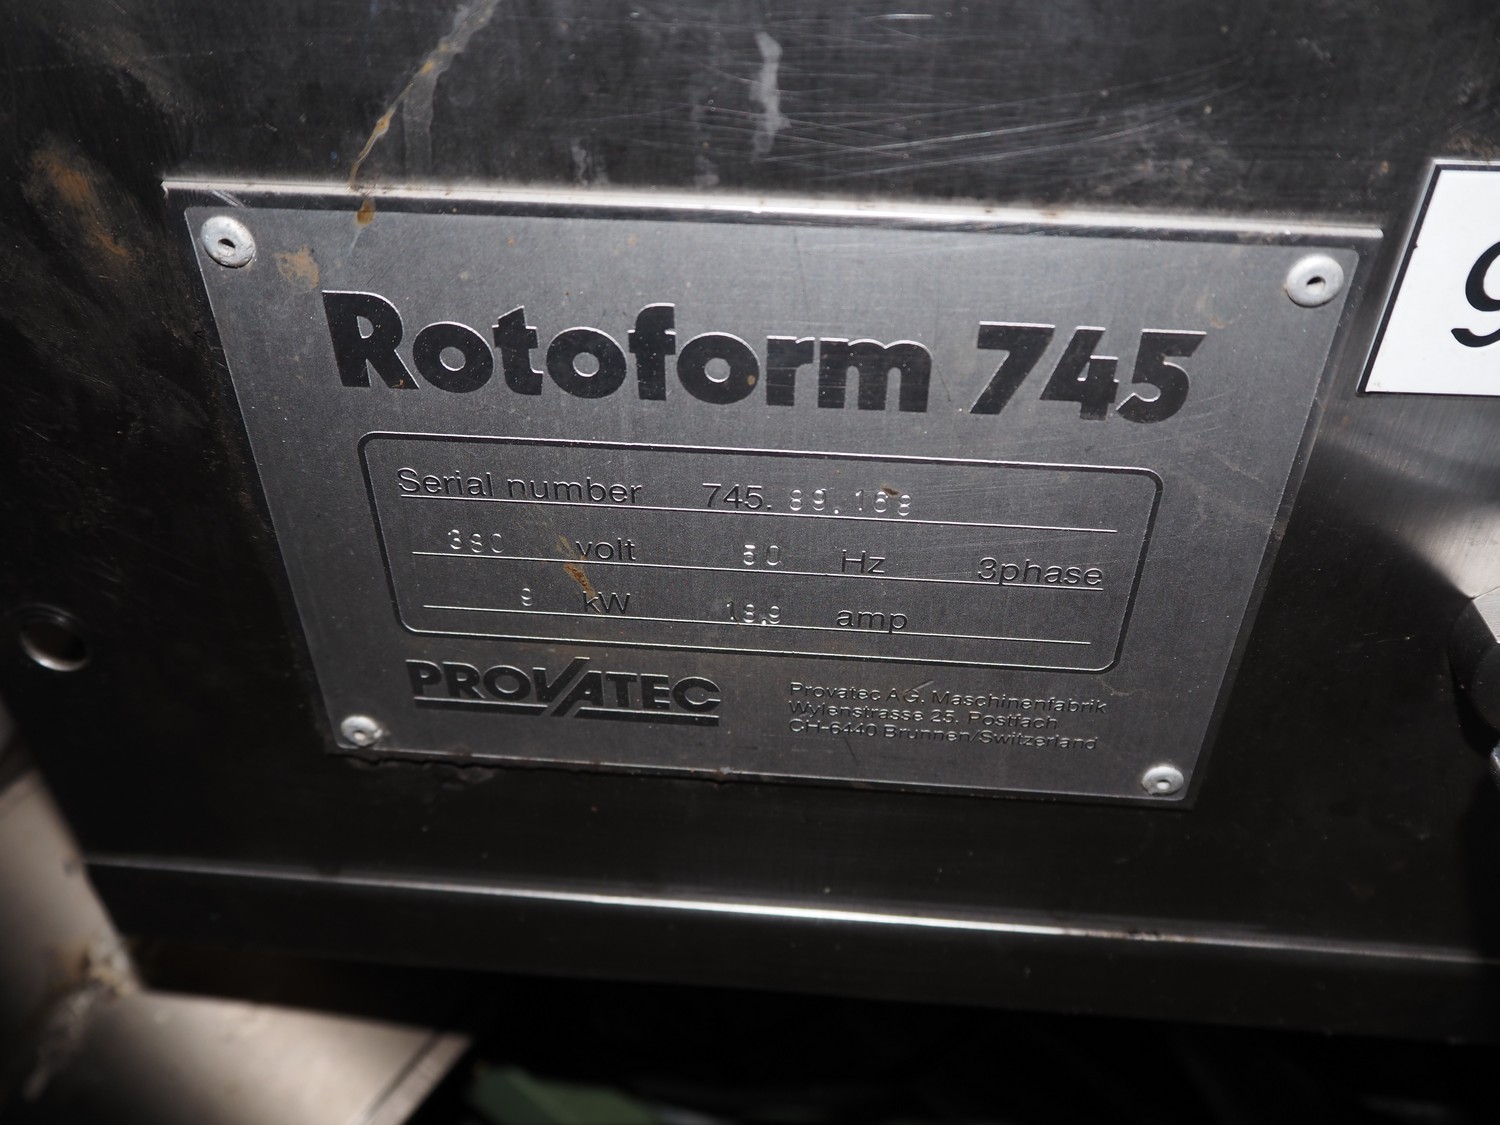 Rotoform 745
Serial number 745. 89.168
380 volt 50 Hz 3phase
9 kW 18,9 amp
PROVATEC
Provatec AG. Maschinenfabrik
Wylenstrasse 25. Postfach
CH-6440 Brunnen/Switzerland